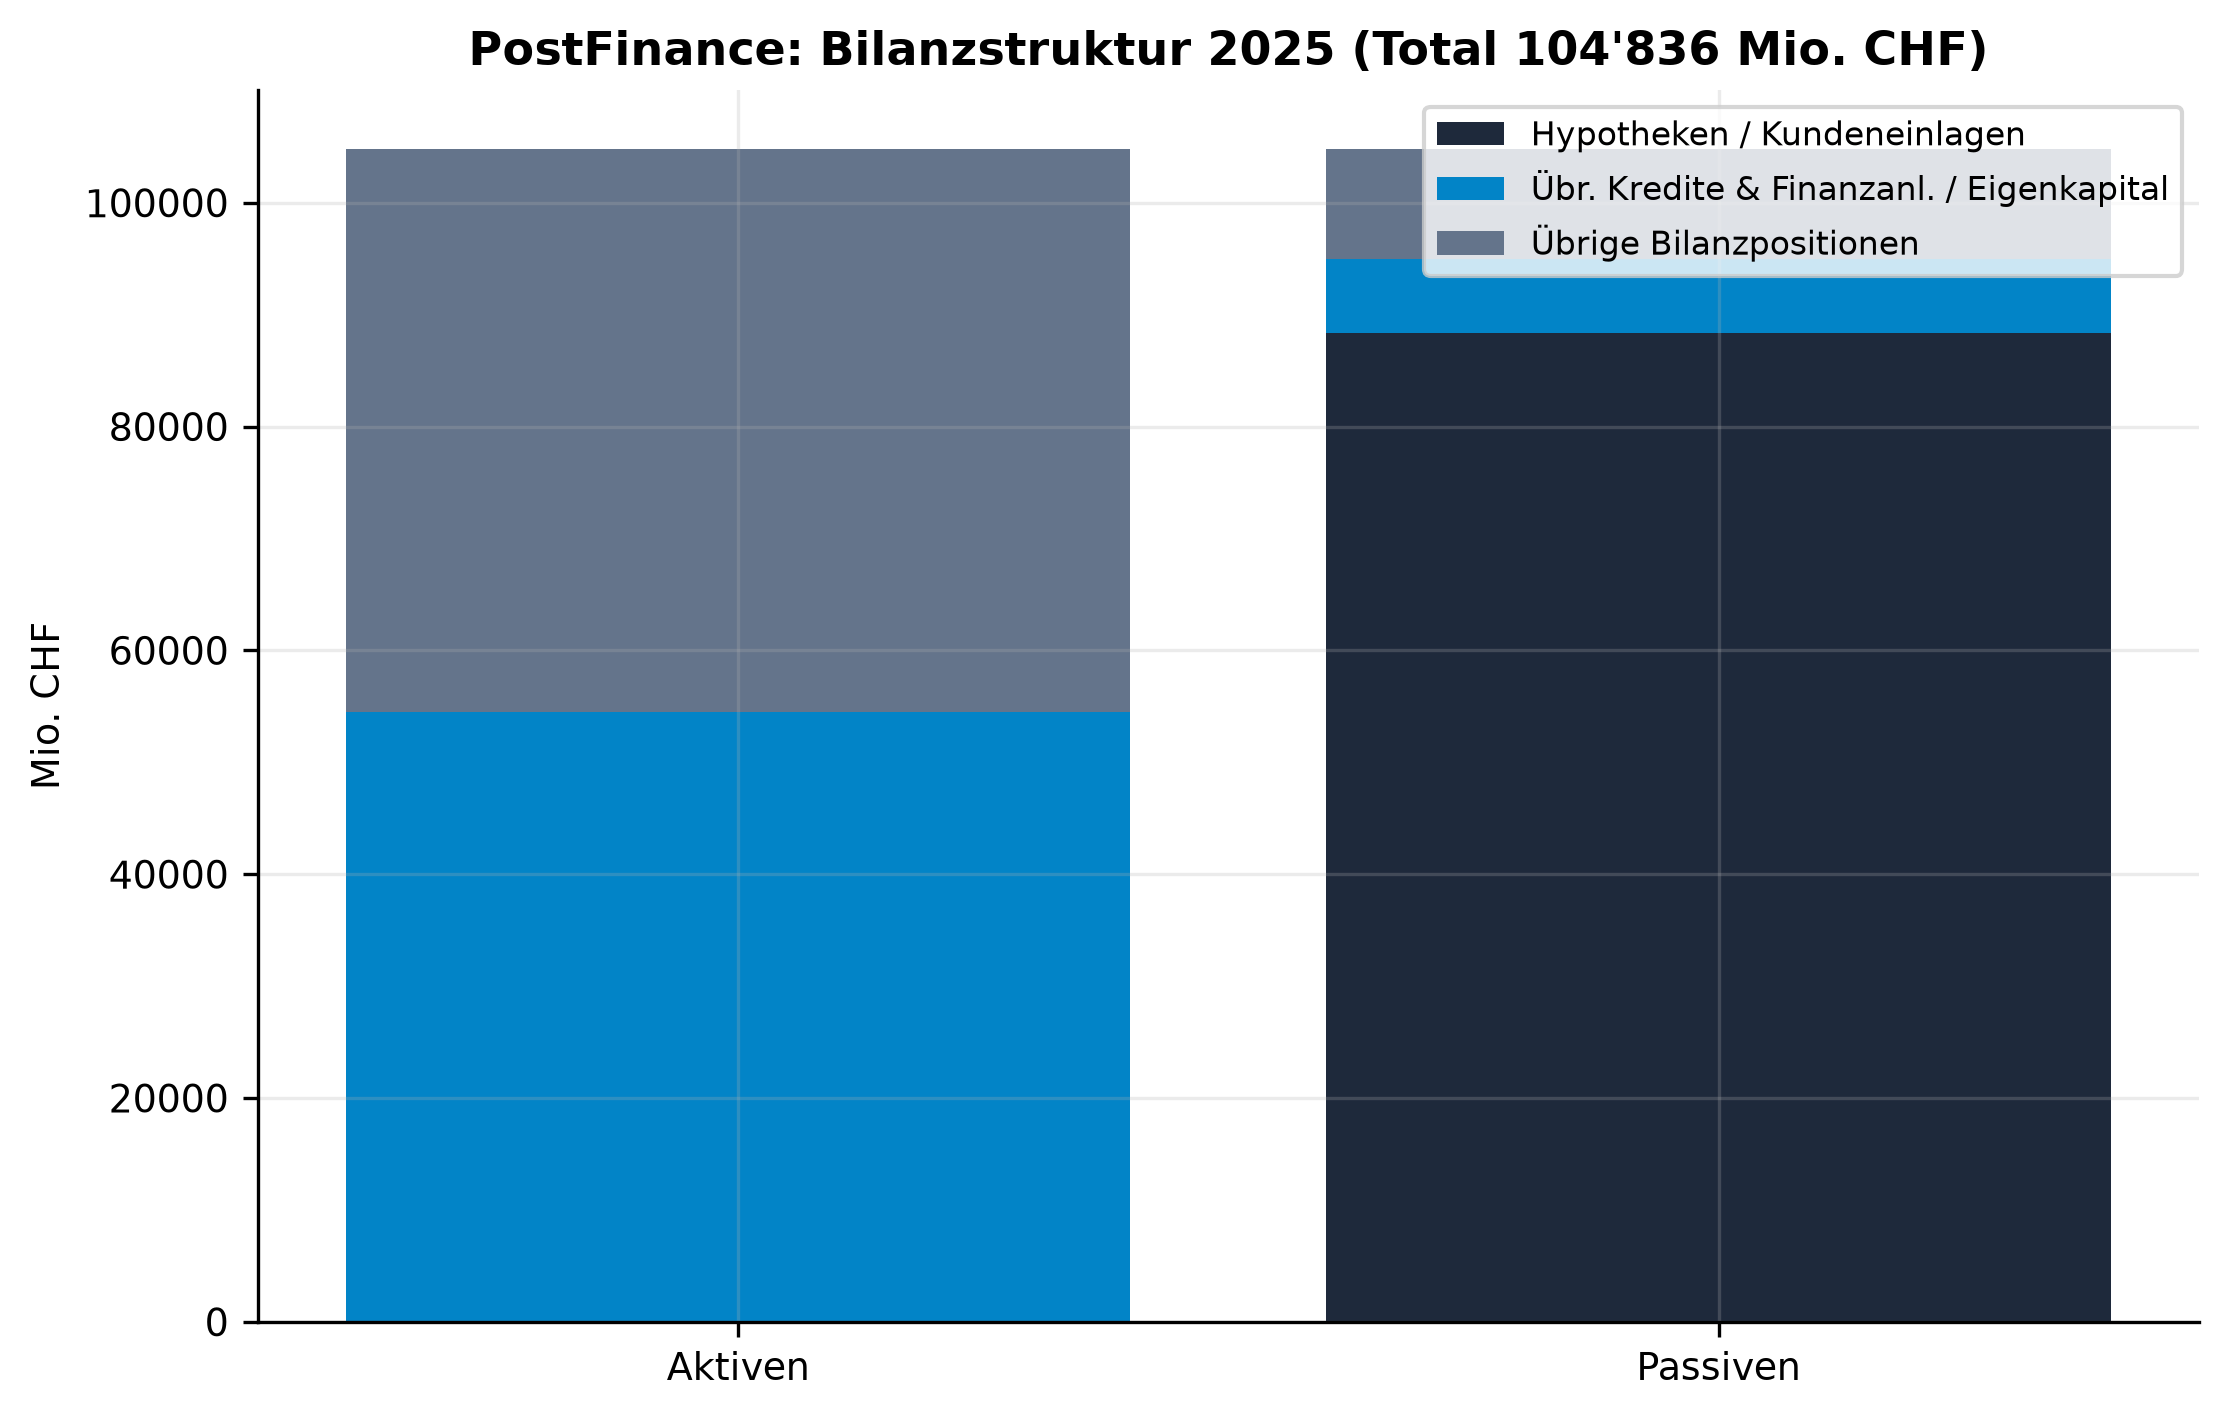 PostFinance: Bilanzstruktur 2025 (Total 104'836 Mio. CHF)
Hypotheken / Kundeneinlagen
Übr. Kredite & Finanzanl. / Eigenkapital
Übrige Bilanzpositionen
Mio. CHF
100000
80000
60000
40000
20000
0
Aktiven
Passiven